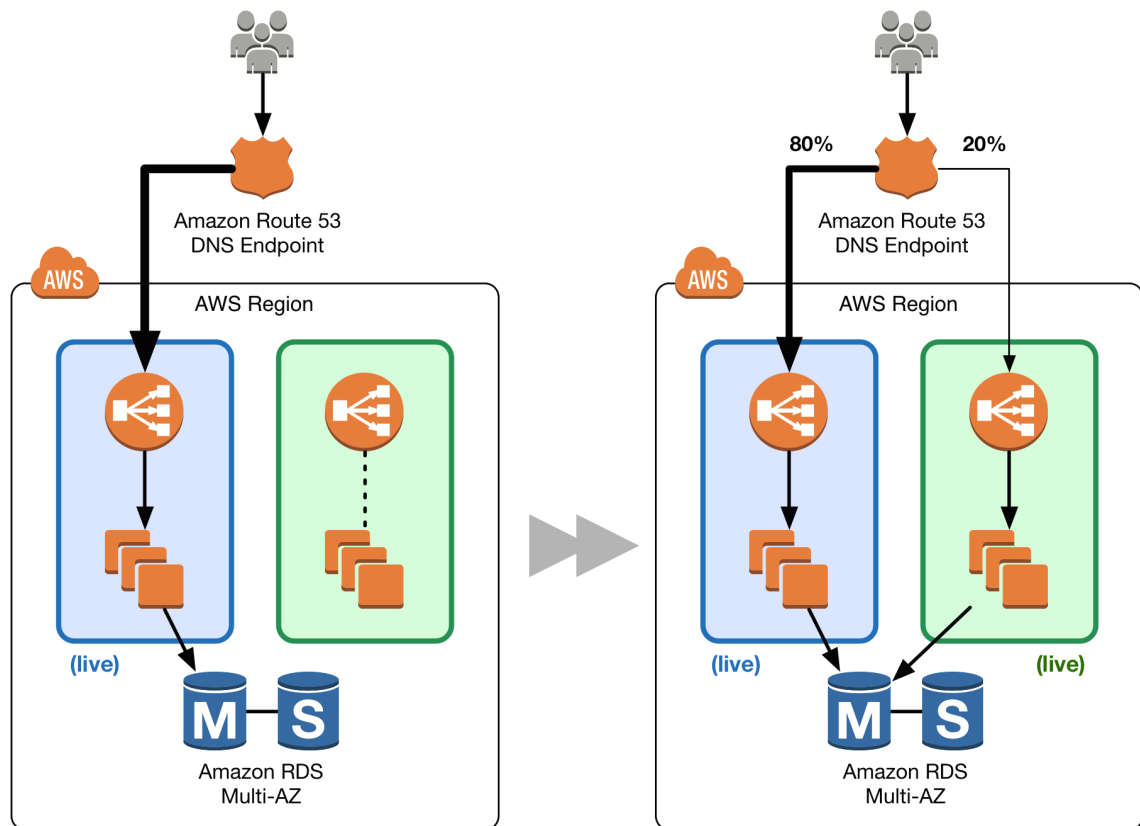 Amazon Route 53
DNS Endpoint
AWS
AWS Region
(live)
M
S
Amazon RDS
Multi-AZ
80%
20%
Amazon Route 53
DNS Endpoint
AWS
AWS Region
(live)
(live)
M
S
Amazon RDS
Multi-AZ